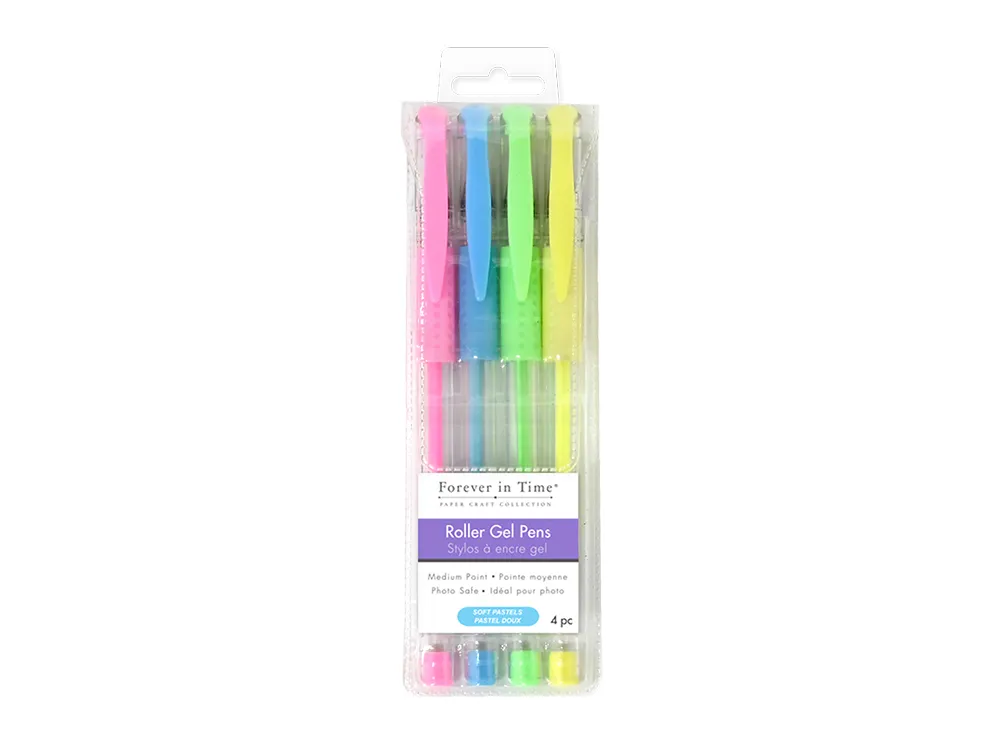 Forever in Time®
PAPER CRAFT COLLECTION
Roller Gel Pens
Stylos à encre gel
Medium Point • Pointe moyenne
Photo Safe • Idéal pour photo
SOFT PASTELS
PASTEL DOUX
4 pc